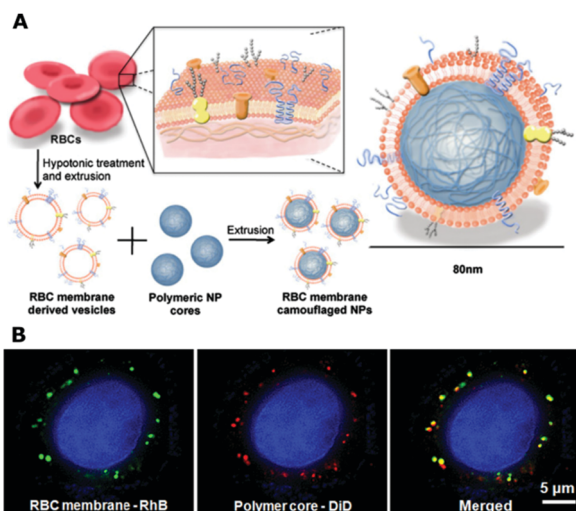 A
RBCs
Hypotonic treatment
and extrusion
Extrusion
RBC membrane
derived vesicles
Polymeric NP
cores
RBC membrane
camouflaged NPs
80nm
B
RBC membrane -RhB
Polymer core - DiD
Merged
5 μm